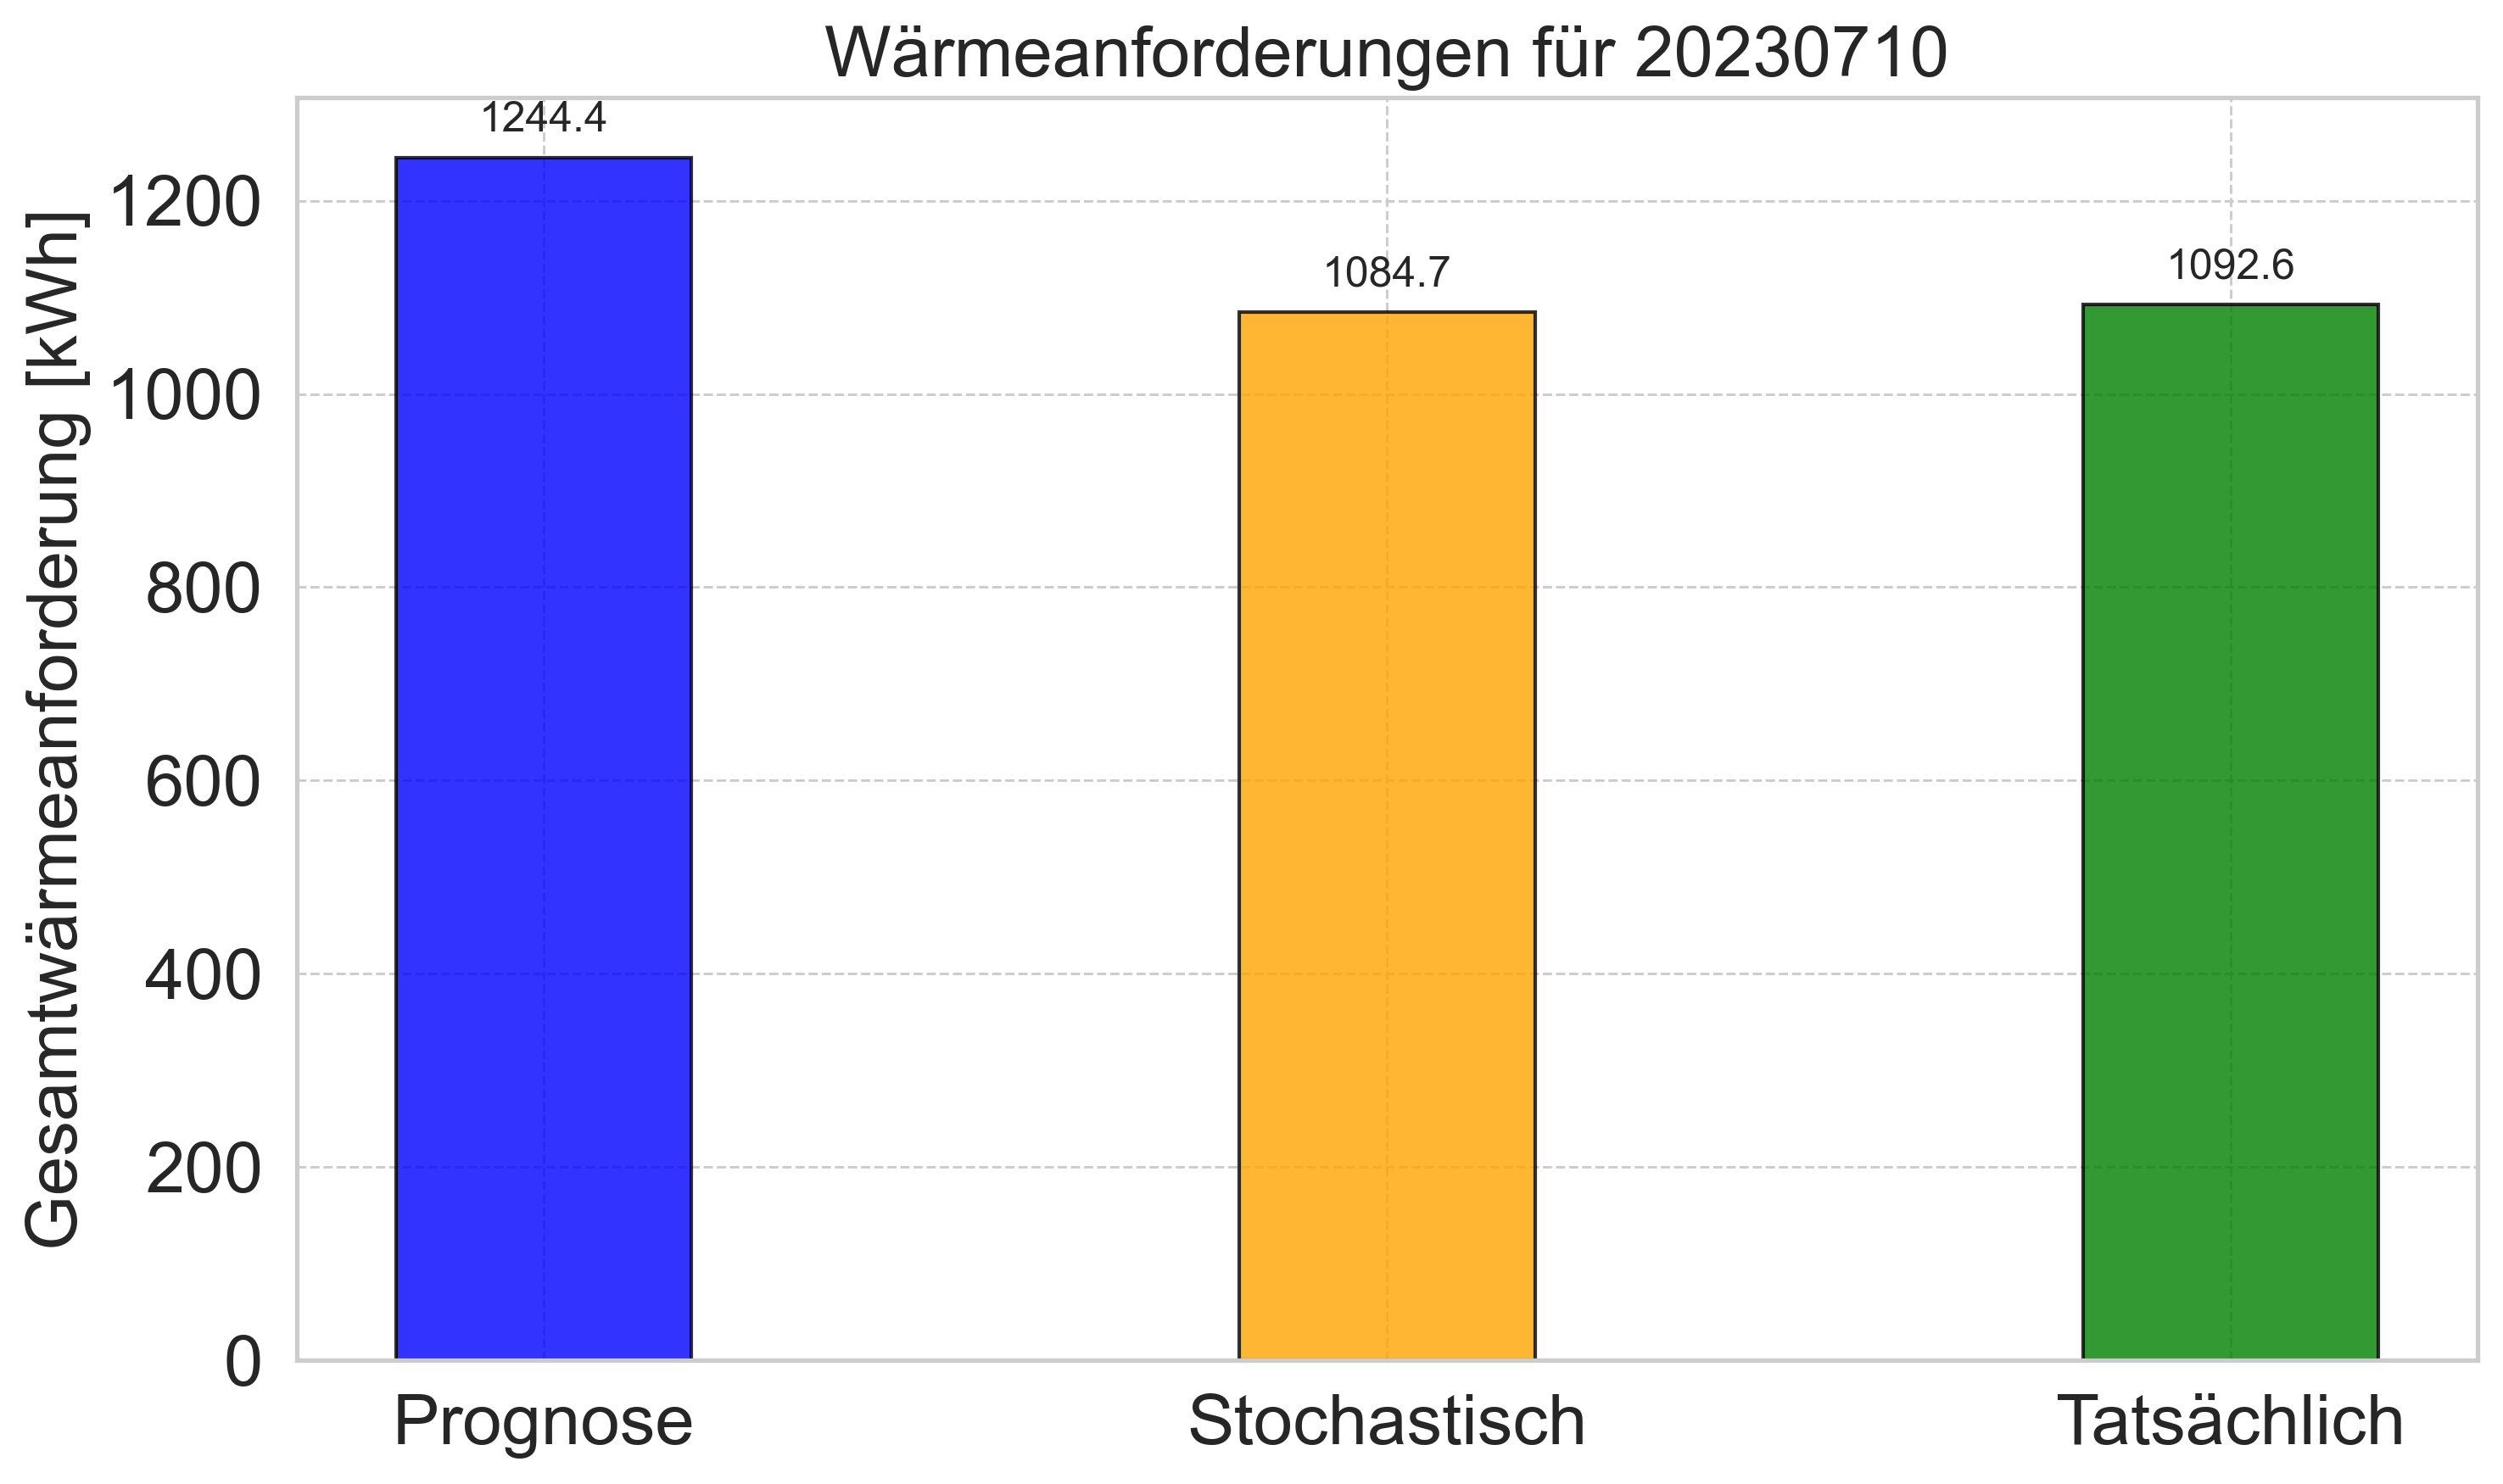 Wärmeanforderungen für 20230710
Gesamtwärmeanforderung [kWh]
1200
1000
800
600
400
200
0
1244.4
1084.7
1092.6
Prognose
Stochastisch
Tatsächlich